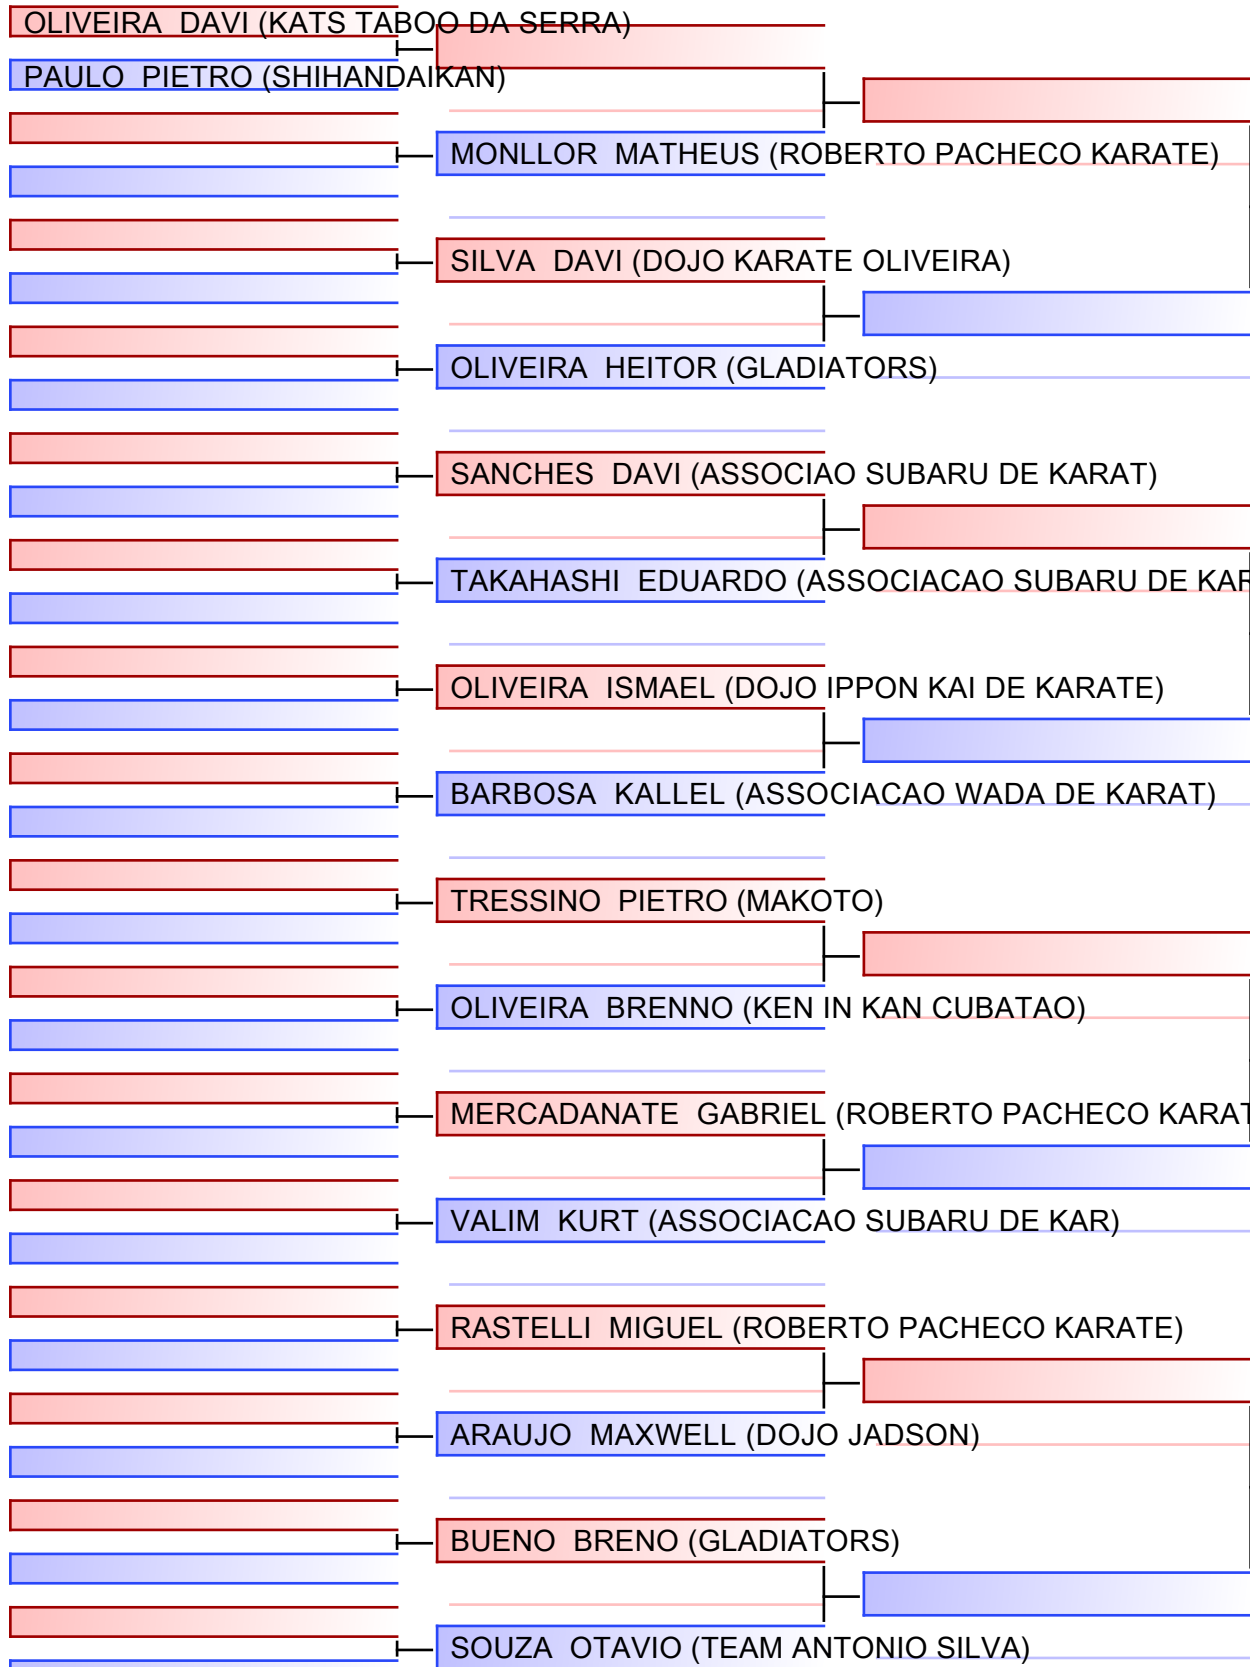 OLIVEIRA DAVI (KATS TABOO DA SERRA)
PAULO PIETRO (SHIHANDAIKAN)
MONLLOR MATHEUS (ROBERTO PACHECO KARATE)
SILVA DAVI (DOJO KARATE OLIVEIRA)
OLIVEIRA HEITOR (GLADIATORS)
SANCHES DAVI (ASSOCIAO SUBARU DE KARAT)
TAKAHASHI EDUARDO (ASSOCIACAO SUBARU DE KAR
OLIVEIRA ISMAEL (DOJO IPPON KAI DE KARATE)
BARBOSA KALLEL (ASSOCIACAO WADA DE KARAT)
TRESSINO PIETRO (MAKOTO)
OLIVEIRA BRENNO (KEN IN KAN CUBATAO)
MERCADANATE GABRIEL (ROBERTO PACHECO KARAT
VALIM KURT (ASSOCIACAO SUBARU DE KAR)
RASTELLI MIGUEL (ROBERTO PACHECO KARATE)
ARAUJO MAXWELL (DOJO JADSON)
BUENO BRENO (GLADIATORS)
SOUZA OTAVIO (TEAM ANTONIO SILVA)